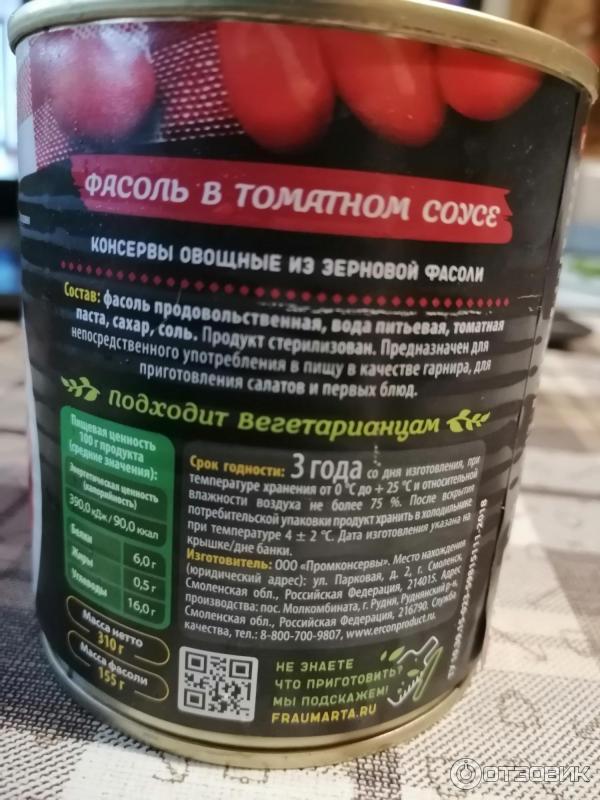 ФАСОЛЬ В ТОМАТНОМ СОУСЕ
КОНСЕРВЫ ОВОЩНЫЕ ИЗ ЗЕРНОВОЙ ФАСОЛИ
Состав: фасоль продовольственная, вода питьевая, томатная
паста, сахар, соль. Продукт стерилизован. Предназначен для
непосредственного употребления в пищу в качестве гарнира, для
приготовления салатов и первых блюд.
ПОДХОДИТ ВЕГЕТАРИАНЦАМ
Пищевая ценность
100 г продукта
(средние значения):
Энергетическая ценность
(калорийность)
390,0 кДж/90,0 ккал
Белки 6,0 г
Жиры 0,5 г
Углеводы 16,0 г
Масса нетто
310 г
Масса фасоли
155 г
Срок годности: 3 года со дня изготовления, при
температуре хранения от 0 °С до + 25 °С и относительной
влажности воздуха не более 75 %. После вскрытия
потребительской упаковки продукт хранить в холодильнике
при температуре 4 ± 2 °С. Дата изготовления указана на
крышке/дне банки.
Изготовитель: ООО «Промконсервы». Место нахождения
(юридический адрес): ул. Парковая, д. 2, г. Смоленск,
Смоленская обл., Российская Федерация, 214015. Адрес
производства: пос. Молкомбината, г. Рудня, Руднянский р-н,
Смоленская обл., Российская Федерация, 216790. Служба
качества, тел.: 8-800-700-9807, www.erconproduct.ru
НЕ ЗНАЕТЕ
ЧТО ПРИГОТОВИТЬ?
МЫ ПОДСКАЖЕМ!
FRAUMARTA.RU
ОТЗОВИК